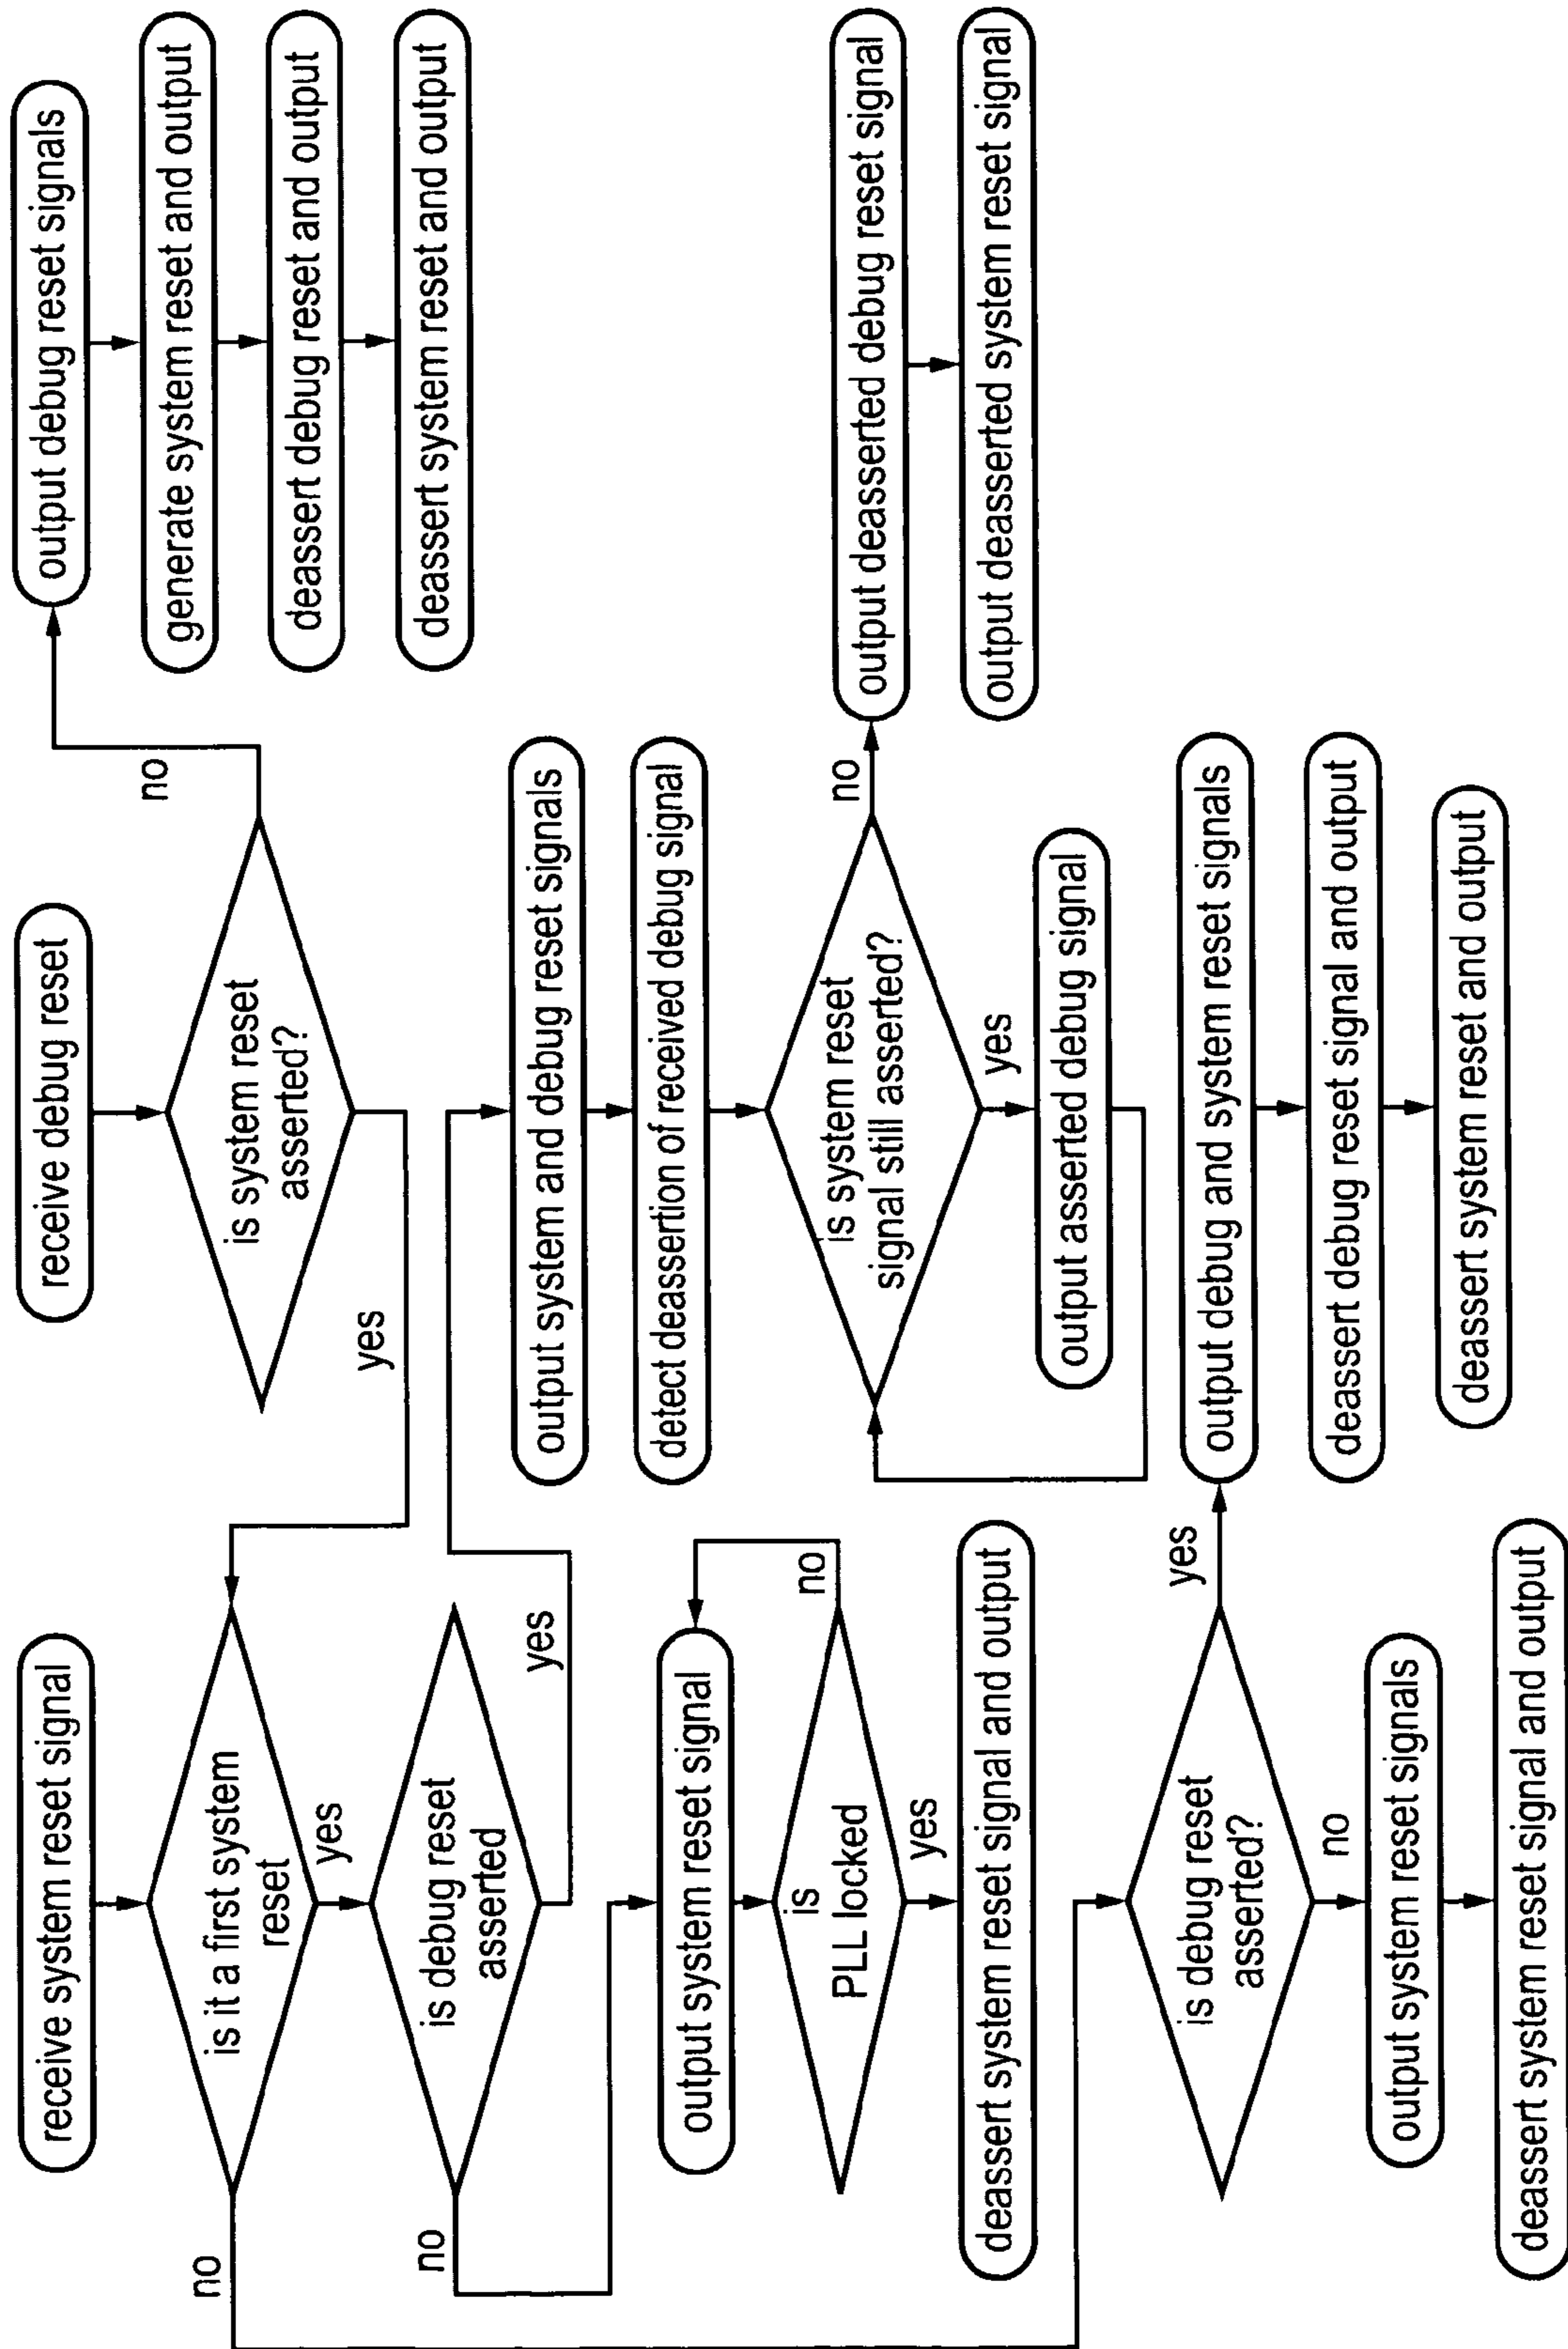 receive system reset signal
is it a first system
reset
no
yes
is debug reset
asserted
no
yes
output system reset signal
is
PLL locked
no
yes
deassert system reset signal and output
is debug reset
asserted?
yes
no
output system reset signals
deassert system reset signal and output
receive debug reset
is system reset
asserted?
no
yes
output system and debug reset signals
detect deassertion of received debug signal
is system reset
signal still asserted?
no
yes
output asserted debug signal
output debug and system reset signals
deassert debug reset signal and output
deassert system reset and output
output debug reset signals
generate system reset and output
deassert debug reset and output
deassert system reset and output
output deasserted debug reset signal
output deasserted system reset signal